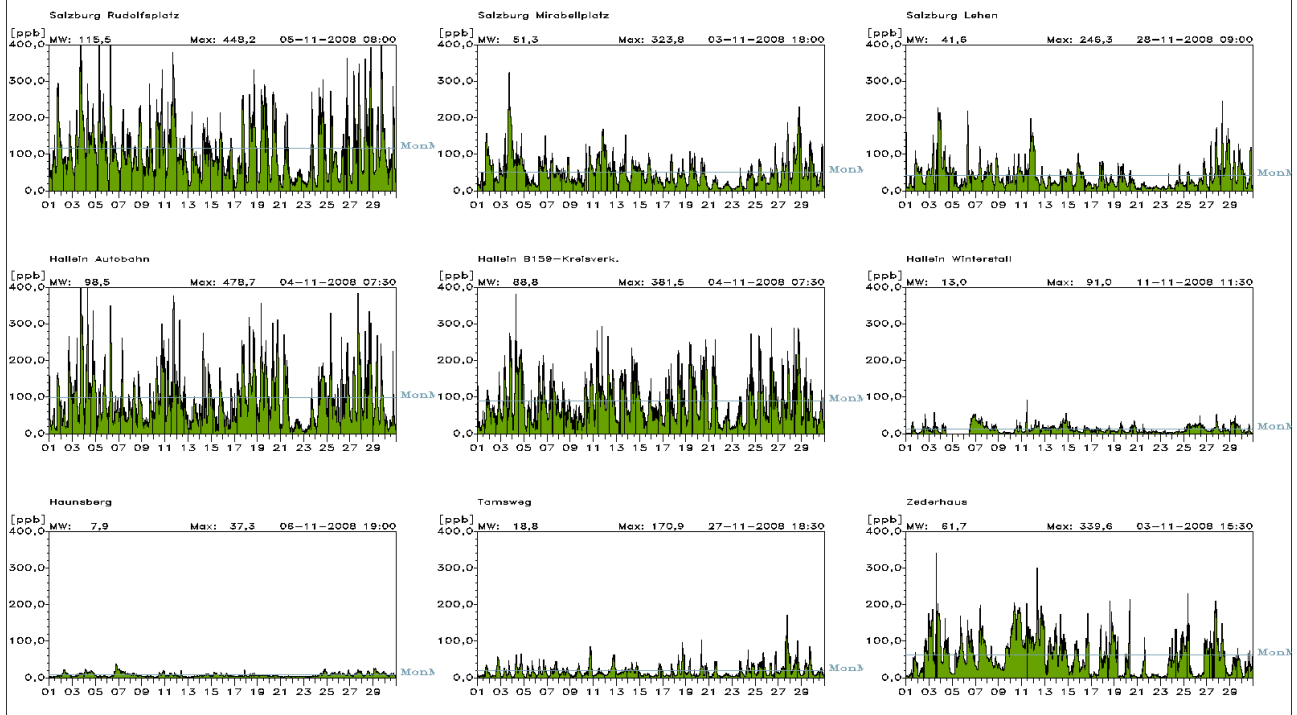 Salzburg Rudolfsplatz
[ppb]
MW: 115,5 Max: 448,2 05-11-2008 08:00
400,0
300,0
200,0
100,0
0,0
MonM
01 03 05 07 09 11 13 15 17 19 21 23 25 27 29
Salzburg Mirabellplatz
[ppb]
MW: 51,3 Max: 323,8 03-11-2008 18:00
400,0
300,0
200,0
100,0
0,0
MonM
01 03 05 07 09 11 13 15 17 19 21 23 25 27 29
Salzburg Lehen
[ppb]
MW: 41,6 Max: 246,3 28-11-2008 09:00
400,0
300,0
200,0
100,0
0,0
MonM
01 03 05 07 09 11 13 15 17 19 21 23 25 27 29
Hallein Autobahn
[ppb]
MW: 98,5 Max: 478,7 04-11-2008 07:30
400,0
300,0
200,0
100,0
0,0
MonM
01 03 05 07 09 11 13 15 17 19 21 23 25 27 29
Hallein B159-Kreisverk.
[ppb]
MW: 88,8 Max: 381,5 04-11-2008 07:30
400,0
300,0
200,0
100,0
0,0
MonM
01 03 05 07 09 11 13 15 17 19 21 23 25 27 29
Hallein Winterstall
[ppb]
MW: 13,0 Max: 91,0 11-11-2008 11:30
400,0
300,0
200,0
100,0
0,0
MonM
01 03 05 07 09 11 13 15 17 19 21 23 25 27 29
Haunsberg
[ppb]
MW: 7,9 Max: 37,3 06-11-2008 19:00
400,0
300,0
200,0
100,0
0,0
MonM
01 03 05 07 09 11 13 15 17 19 21 23 25 27 29
Tamsweg
[ppb]
MW: 18,8 Max: 170,9 27-11-2008 18:30
400,0
300,0
200,0
100,0
0,0
MonM
01 03 05 07 09 11 13 15 17 19 21 23 25 27 29
Zederhaus
[ppb]
MW: 61,7 Max: 339,6 03-11-2008 15:30
400,0
300,0
200,0
100,0
0,0
MonM
01 03 05 07 09 11 13 15 17 19 21 23 25 27 29